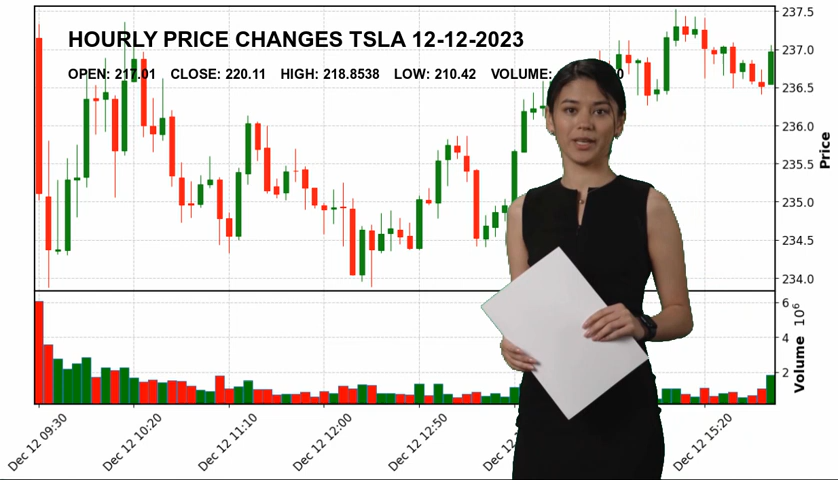 HOURLY PRICE CHANGES TSLA 12-12-2023
OPEN: 217.01 CLOSE: 220.11 HIGH: 218.8538 LOW: 210.42 VOLUME:
237.5
237.0
236.5
236.0
235.5
235.0
234.5
234.0
Price
6
4
2
Volume 10^6
Dec 12 09:30
Dec 12 10:20
Dec 12 11:10
Dec 12 12:00
Dec 12 12:50
Dec 12 15:20